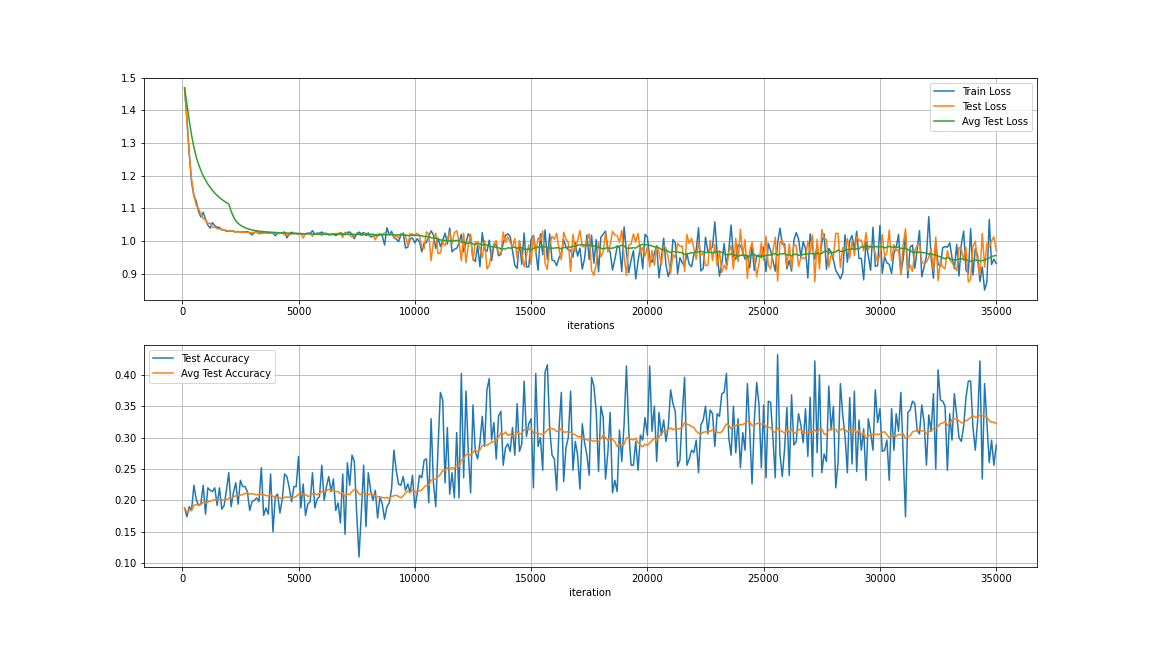 1.5
1.4
1.3
1.2
1.1
1.0
0.9
Train Loss
Test Loss
Avg Test Loss
0 5000 10000 15000 20000 25000 30000 35000
iterations
Test Accuracy
Avg Test Accuracy
0.40
0.35
0.30
0.25
0.20
0.15
0.10
0 5000 10000 15000 20000 25000 30000 35000
iteration